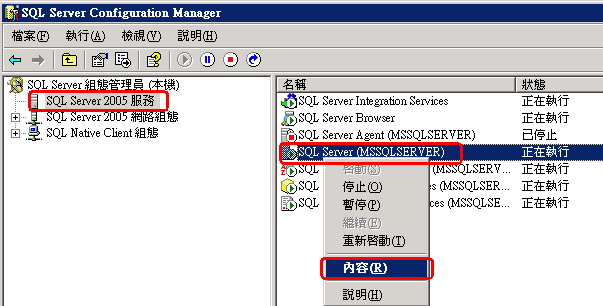 SQL Server Configuration Manager
檔案(F) 執行(A) 檢視(V) 說明(H)
SQL Server 組態管理員 (本機)
SQL Server 2005 服務
SQL Server 2005 網路組態
SQL Native Client 組態
名稱 狀態
SQL Server Integration Services 正在執行
SQL Server Browser 正在執行
SQL Server Agent (MSSQLSERVER) 已停止
SQL Server (MSSQLSERVER) 正在執行
SQL (MSSQLSERV... 正在執行
SQL ces (MSSQLSE... 正在執行
SQL ces (MSSQLSE... 正在執行
啟動(S)
停止(O)
暫停(P)
繼續(E)
重新啟動(T)
內容(R)
說明(H)